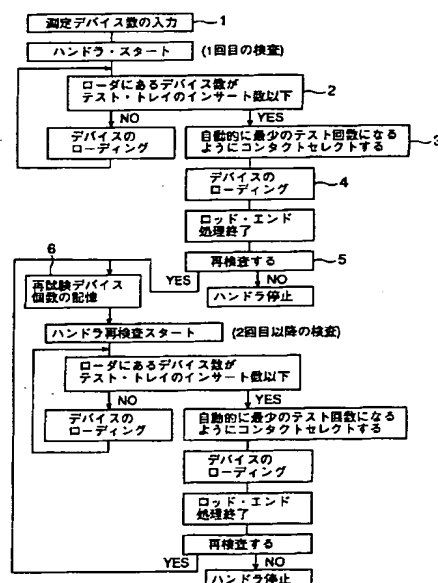 測定デバイス数の入力
1
ハンドラ・スタート
(1回目の検査)
ローダにあるデバイス数が
テスト・トレイのインサート数以下
2
NO
YES
デバイスの
ローディング
自動的に最少のテスト回数になる
ようにコンタクトセレクトする
3
デバイスの
ローディング
4
ロッド・エンド
処理終了
再検査する
5
YES
NO
ハンドラ停止
6
再試験デバイス
個数の記憶
ハンドラ再検査スタート
(2回目以降の検査)
ローダにあるデバイス数が
テスト・トレイのインサート数以下
NO
YES
デバイスの
ローディング
自動的に最少のテスト回数になる
ようにコンタクトセレクトする
デバイスの
ローディング
ロッド・エンド
処理終了
再検査する
YES
NO
ハンドラ停止